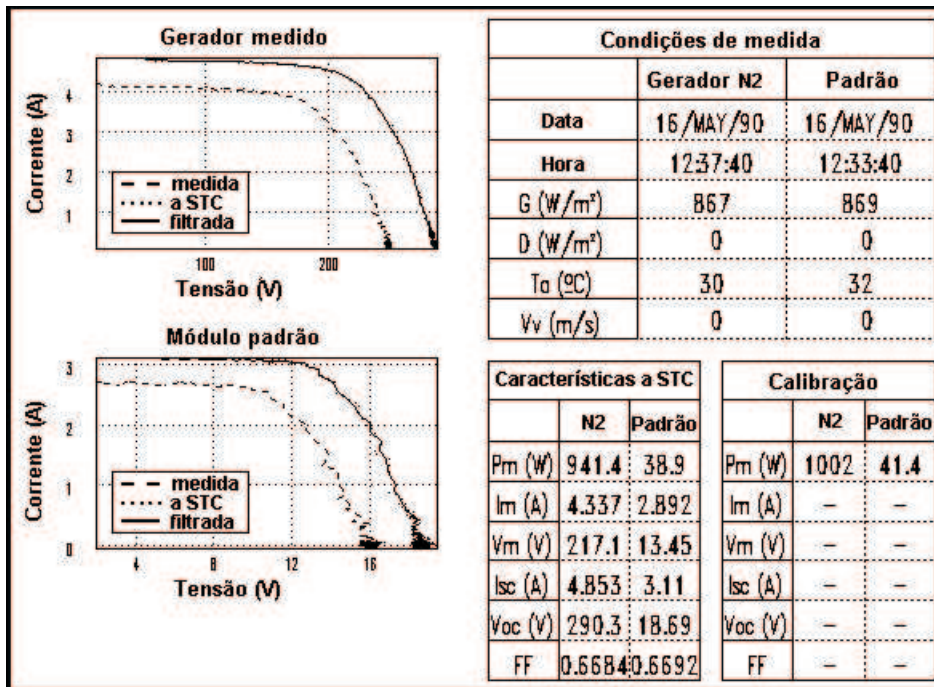 Gerador medido
Corrente (A)
4
3
2
1
medida
a STC
filtrada
100 200
Tensão (V)
Módulo padrão
Corrente (A)
3
2
1
0
medida
a STC
filtrada
4 8 12 16
Tensão (V)
Condições de medida
Gerador N2 Padrão
Data 16/MAY/90 16/MAY/90
Hora 12:37:40 12:33:40
G (W/m²) 867 869
D (W/m²) 0 0
Ta (ºC) 30 32
Vv (m/s) 0 0
Características a STC
N2 Padrão
Pm (W) 941.4 38.9
Im (A) 4.337 2.892
Vm (V) 217.1 13.45
Isc (A) 4.853 3.11
Voc (V) 290.3 18.69
FF 0.6684 0.6692
Calibração
N2 Padrão
Pm (W) 1002 41.4
Im (A) – –
Vm (V) – –
Isc (A) – –
Voc (V) – –
FF – –